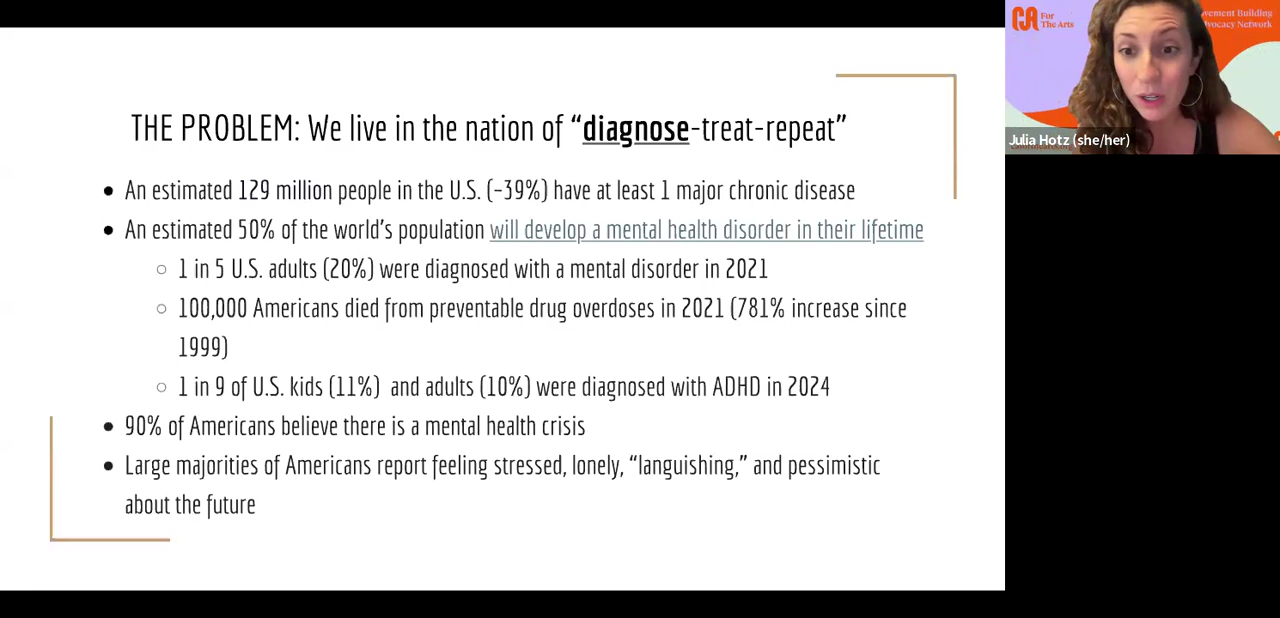 THE PROBLEM: We live in the nation of “diagnose-treat-repeat”
● An estimated 129 million people in the U.S. (~39%) have at least 1 major chronic disease
● An estimated 50% of the world’s population will develop a mental health disorder in their lifetime
○ 1 in 5 U.S. adults (20%) were diagnosed with a mental disorder in 2021
○ 100,000 Americans died from preventable drug overdoses in 2021 (781% increase since
1999)
○ 1 in 9 of U.S. kids (11%) and adults (10%) were diagnosed with ADHD in 2024
● 90% of Americans believe there is a mental health crisis
● Large majorities of Americans report feeling stressed, lonely, “languishing,” and pessimistic
about the future
CA For
The Arts
Building
Network
Julia Hotz (she/her)